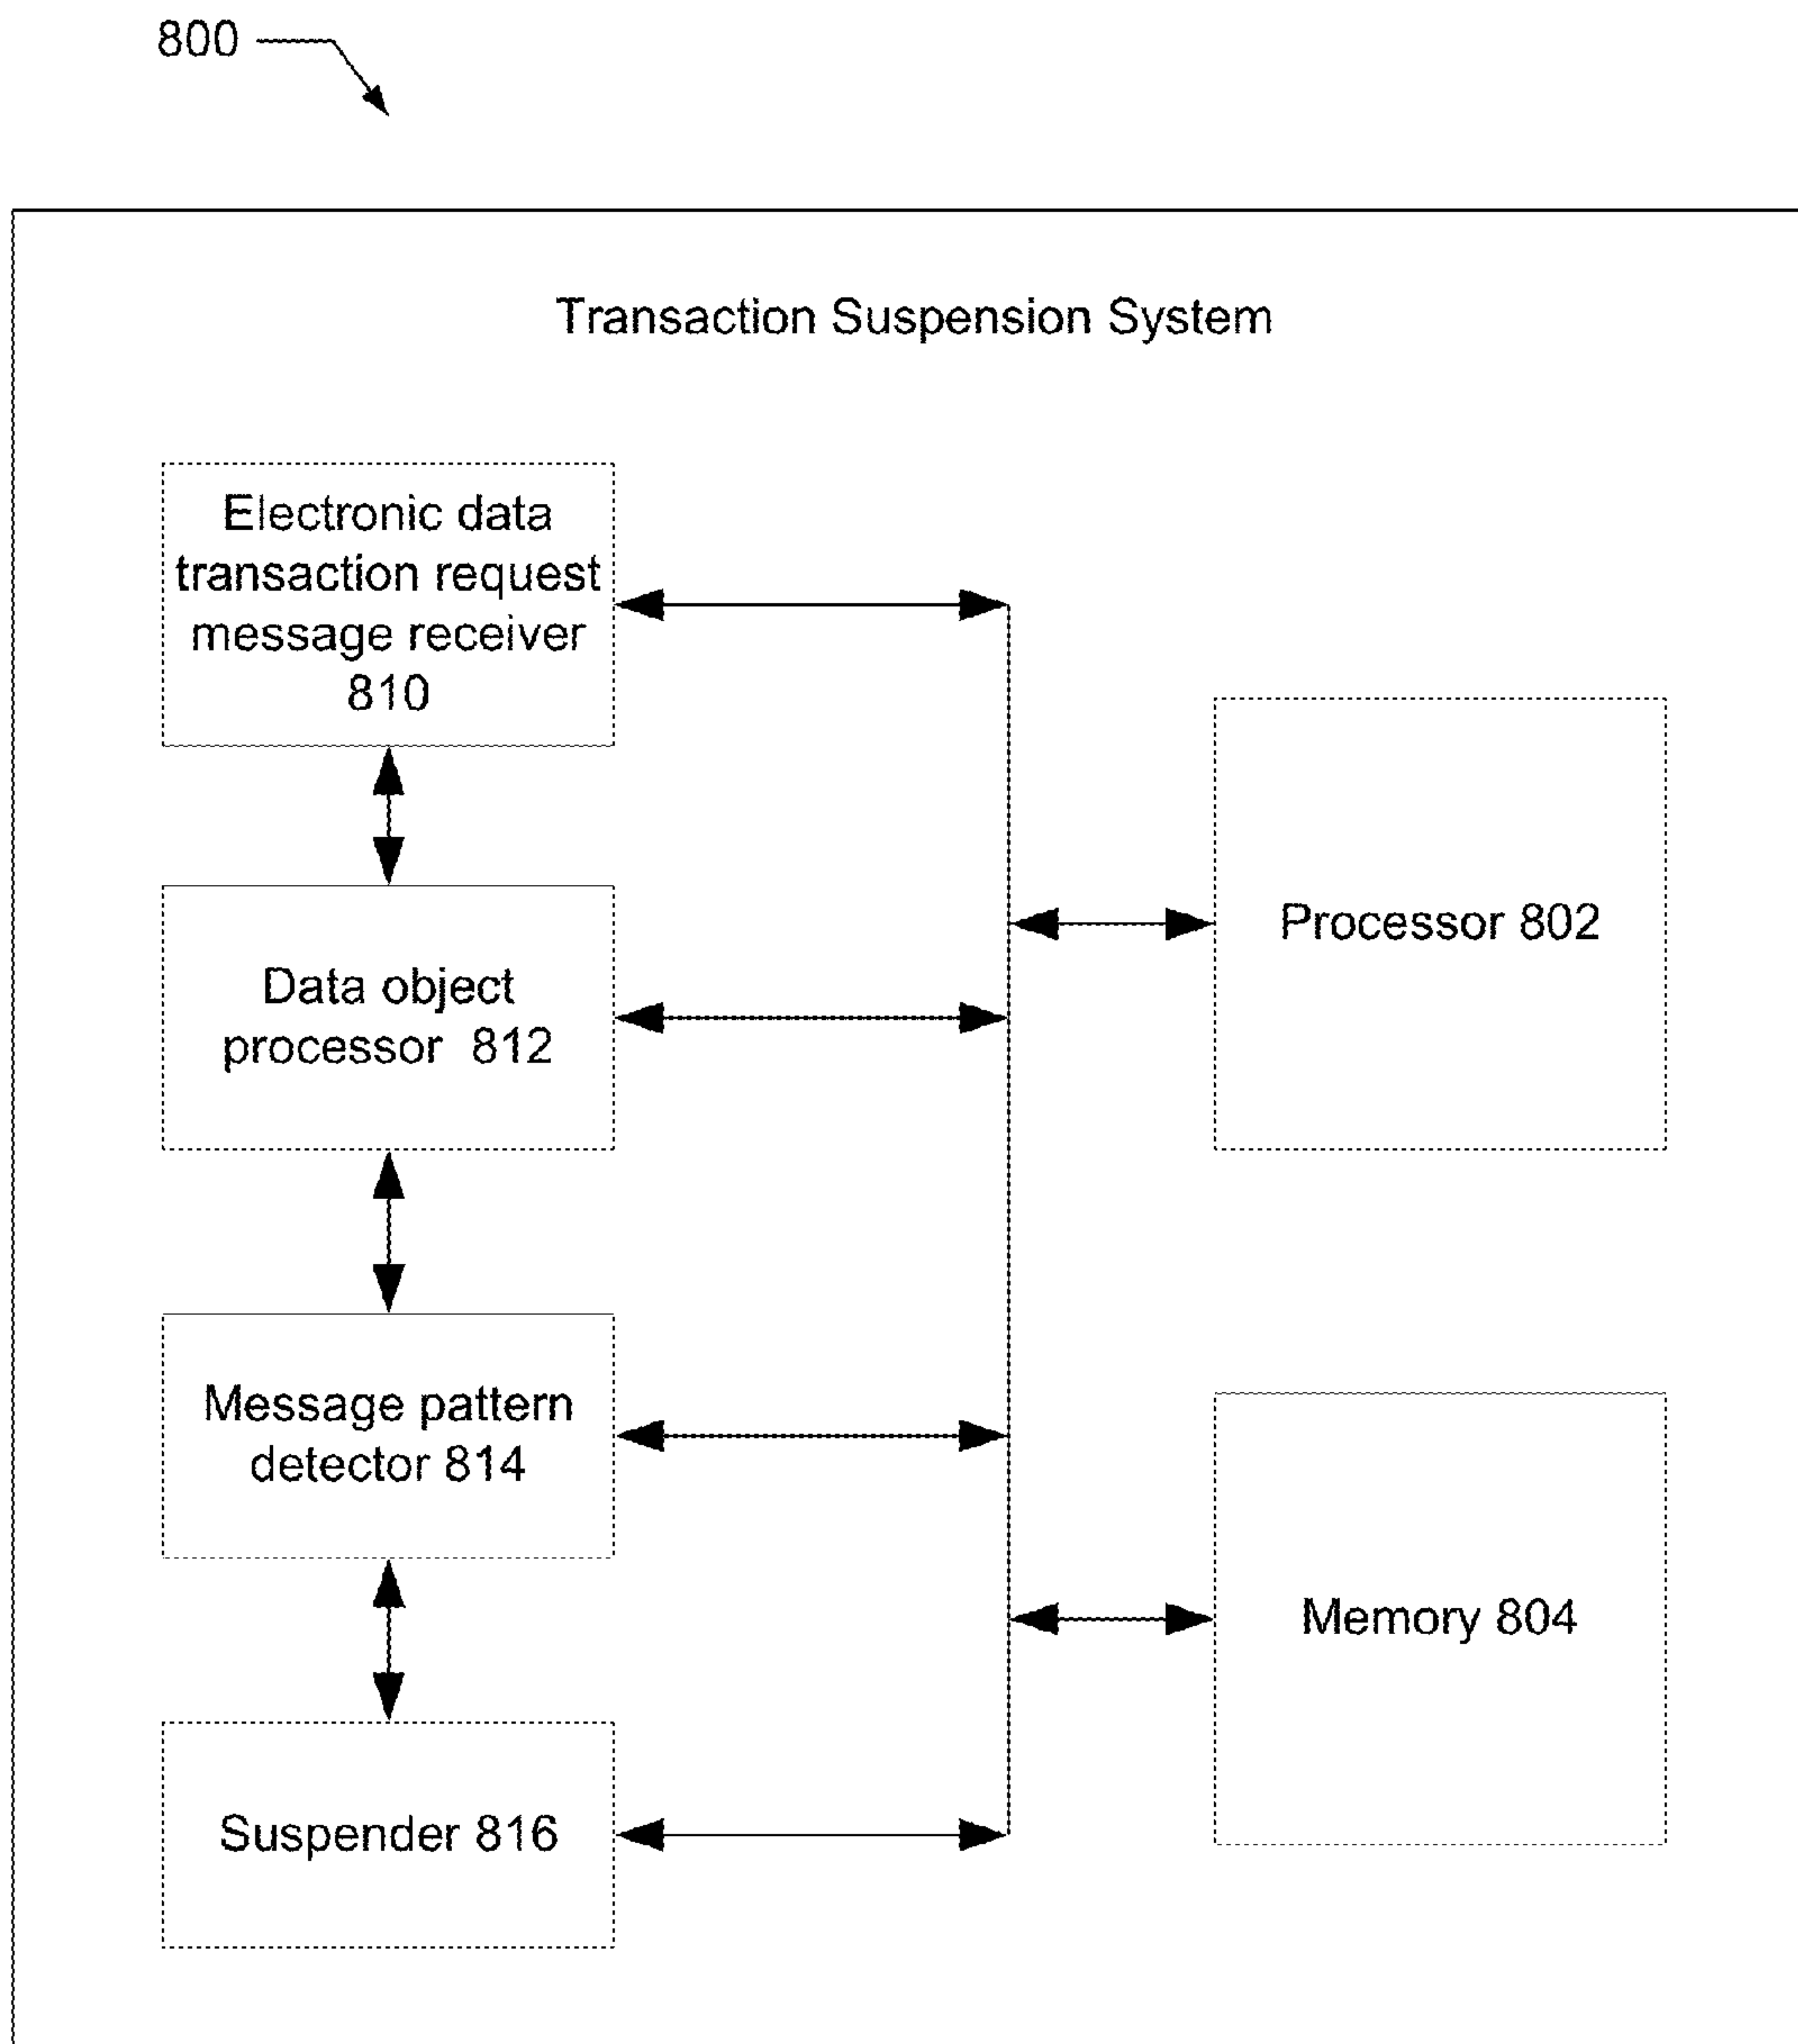 800
Transaction Suspension System
Electronic data
transaction request
message receiver
810
Processor 802
Data object
processor 812
Message pattern
detector 814
Memory 804
Suspender 816